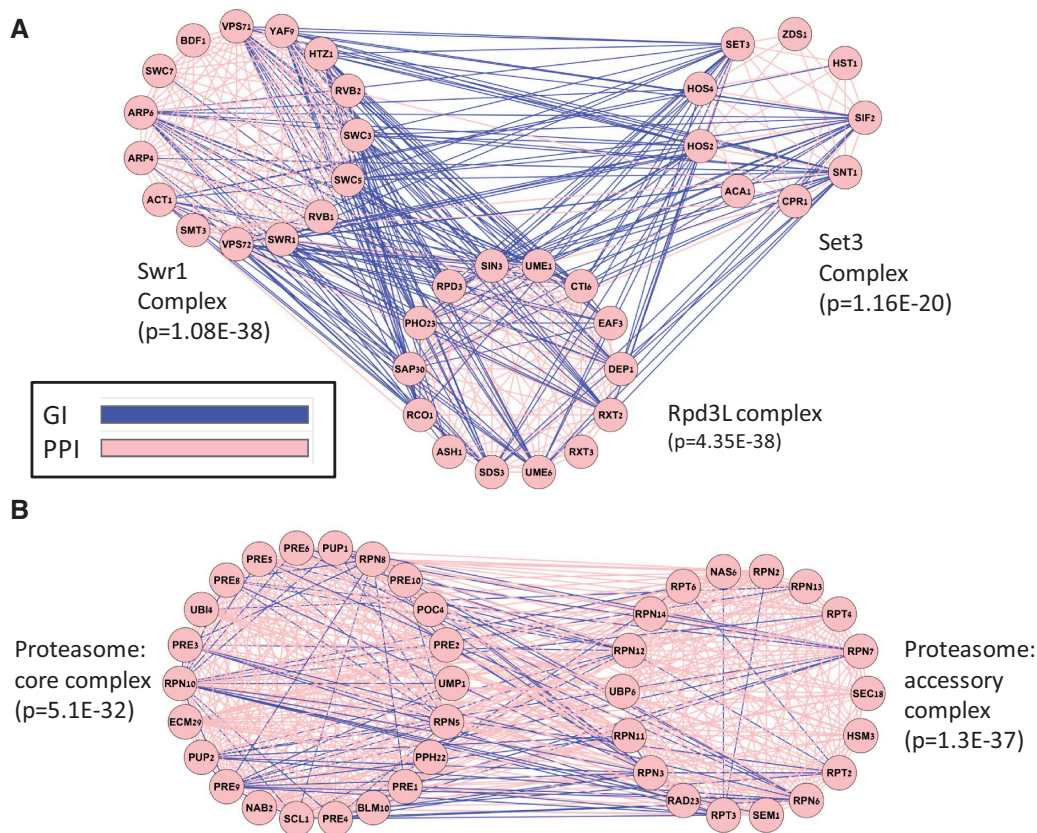 A
VPS71
YAF9
BDF1
HTZ1
SWC7
RVB2
ARP6
SWC3
ARP4
SWC5
ACT1
RVB1
SMT3
VPS72
SWR1
SET3
ZDS1
HST1
HOS4
SIF2
HOS2
SNT1
ACA1
CPR1
Swr1
Complex
(p=1.08E-38)
Set3
Complex
(p=1.16E-20)
SIN3
UME1
RPD3
CTI6
PHO23
EAF3
SAP30
DEP1
RCO1
RXT2
ASH1
RXT3
SDS3
UME6
Rpd3L complex
(p=4.35E-38)
GI
PPI
B
PRE6
PUP1
PRE5
RPN8
PRE8
PRE10
UBI4
POC4
PRE3
PRE2
RPN10
UMP1
ECM29
RPN5
PUP2
PPH22
PRE9
PRE1
NAB2
BLM10
SCL1
PRE4
NAS6
RPN2
RPT6
RPN13
RPN14
RPT4
RPN12
RPN7
UBP6
SEC18
RPN11
HSM3
RPN3
RPT2
RAD23
RPN6
RPT3
SEM1
Proteasome:
core complex
(p=5.1E-32)
Proteasome:
accessory
complex
(p=1.3E-37)